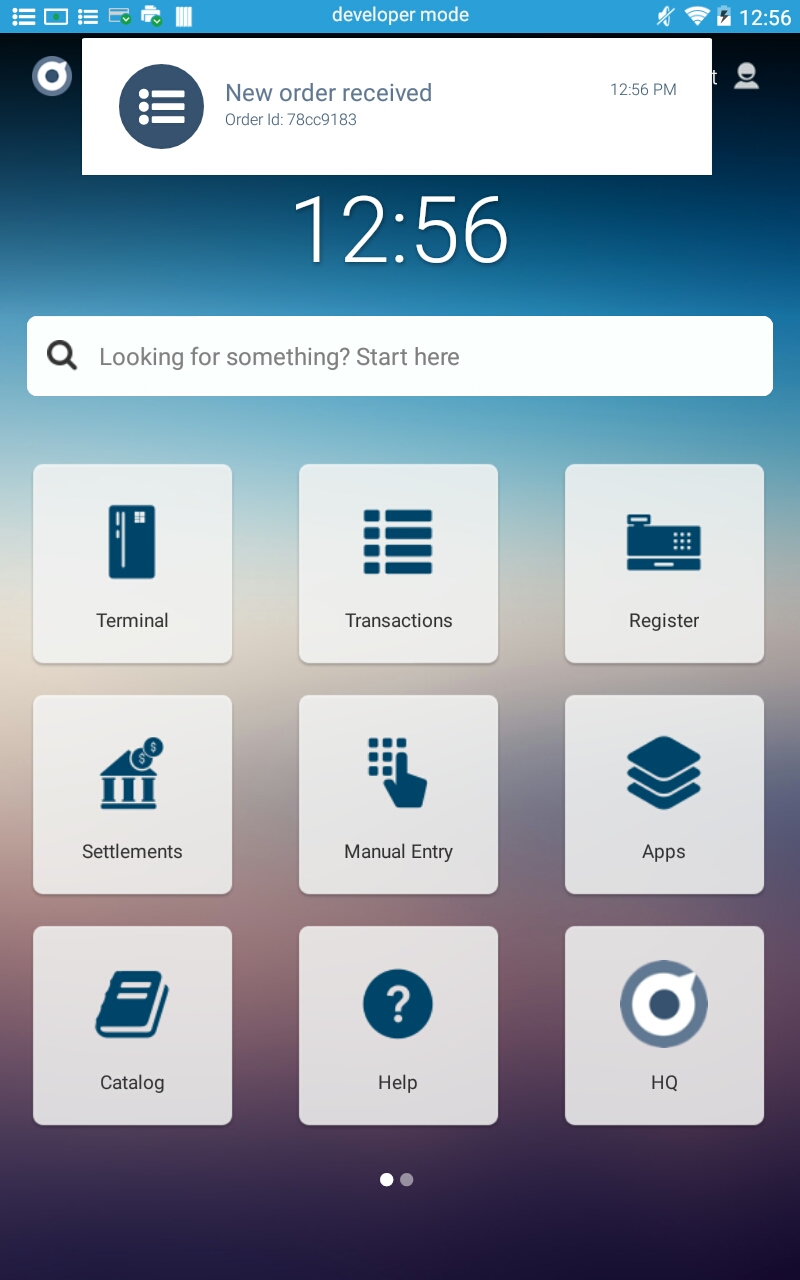 developer mode
12:56
New order received
12:56 PM
Order Id: 78cc9183
t
12:56
Looking for something? Start here
Terminal
Transactions
Register
Settlements
Manual Entry
Apps
Catalog
Help
HQ